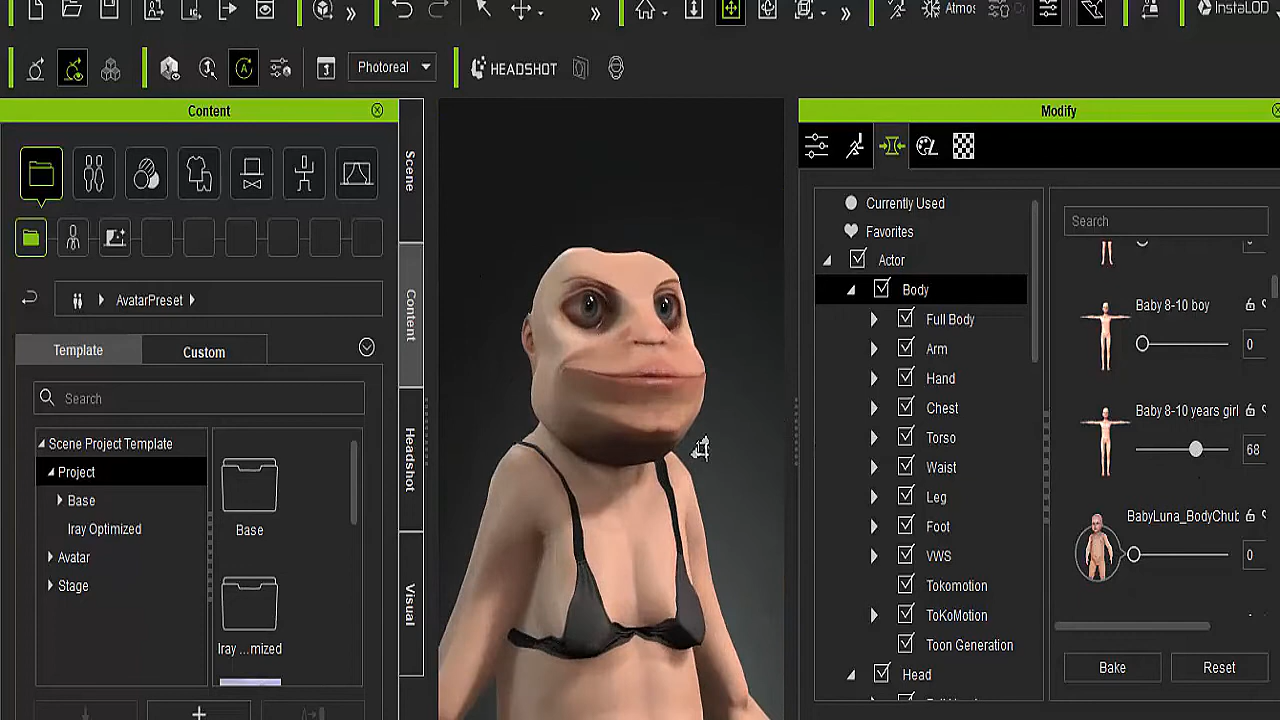 Atmos
InstaLOD
Photoreal
HEADSHOT
Content
Modify
Scene
Content
Headshot
Visual
AvatarPreset
Template
Custom
Search
Scene Project Template
Project
Base
Iray Optimized
Avatar
Stage
Base
Iray ...mized
Currently Used
Favorites
Actor
Body
Full Body
Arm
Hand
Chest
Torso
Waist
Leg
Foot
VWS
Tokomotion
ToKoMotion
Toon Generation
Head
Search
Baby 8-10 boy
0
Baby 8-10 years girl
68
BabyLuna_BodyChub
0
Bake
Reset